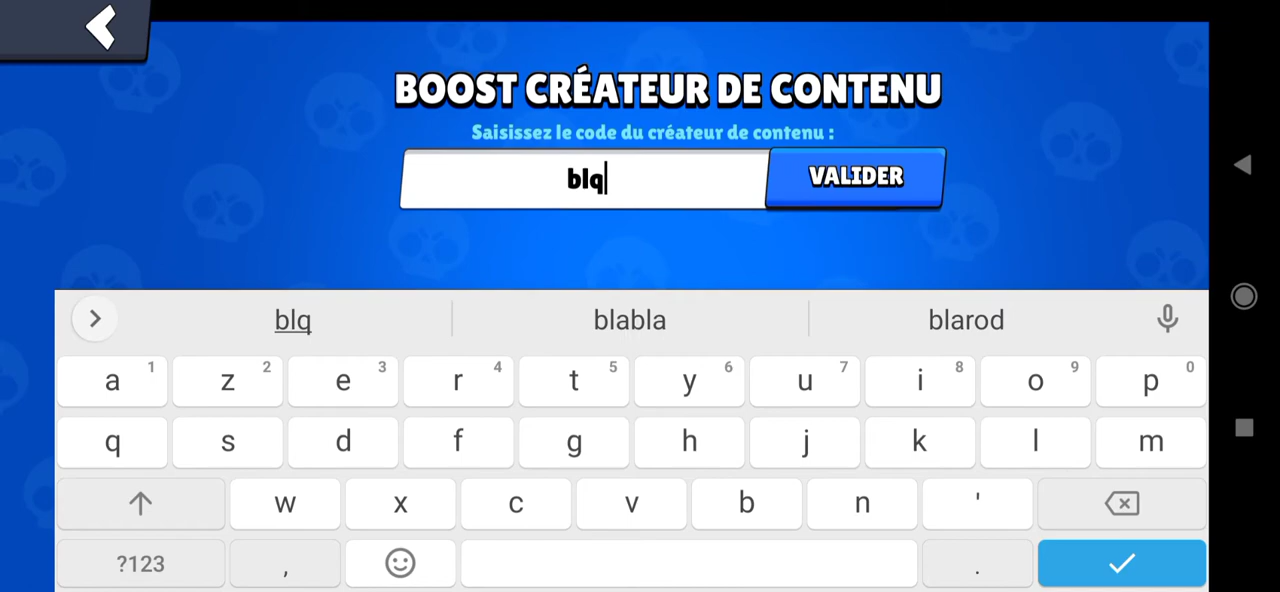 BOOST CRÉATEUR DE CONTENU
Saisissez le code du créateur de contenu :
blq
VALIDER
blq blabla blarod
a 1 z 2 e 3 r 4 t 5 y 6 u 7 i 8 o 9 p 0
q s d f g h j k l m
w x c v b n '
?123 , .